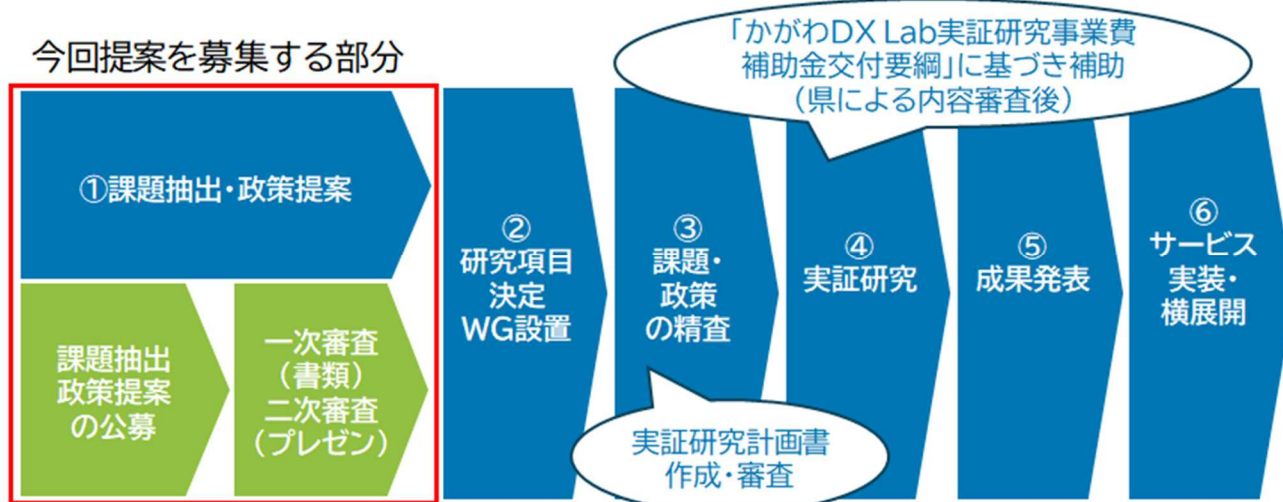 今回提案を募集する部分
「かがわDX Lab実証研究事業費
補助金交付要綱」に基づき補助
(県による内容審査後)
①課題抽出・政策提案
課題抽出
政策提案
の公募
一次審査
(書類)
二次審査
(プレゼン)
②
研究項目
決定
WG設置
③
課題・
政策
の精査
実証研究計画書
作成・審査
④
実証研究
⑤
成果発表
⑥
サービス
実装・
横展開